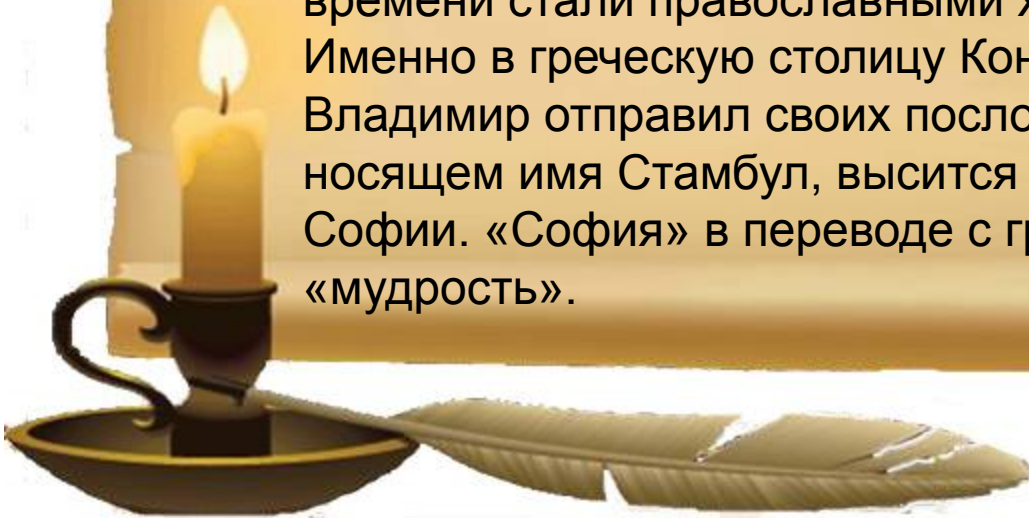 времени стали православными
Именно в греческую столицу Кон
Владимир отправил своих посло
носящем имя Стамбул, высится
Софии. «София» в переводе с гр
«мудрость».